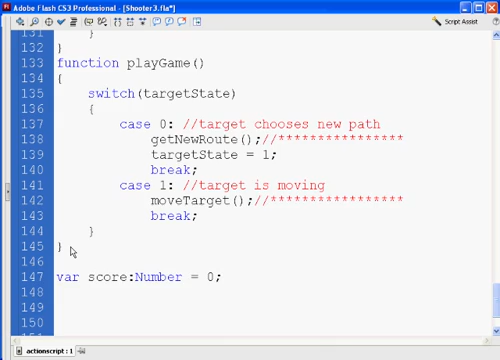 Adobe Flash CS3 Professional - [Shooter3.fla*]
Script Assist
131 }
132 }
133 function playGame()
134 {
135 switch(targetState)
136 {
137 case 0: //target chooses new path
138 getNewRoute();//****************
139 targetState = 1;
140 break;
141 case 1: //target is moving
142 moveTarget();//*****************
143 break;
144 }
145 }
146
147 var score:Number = 0;
148
149
150
151
actionscript : 1